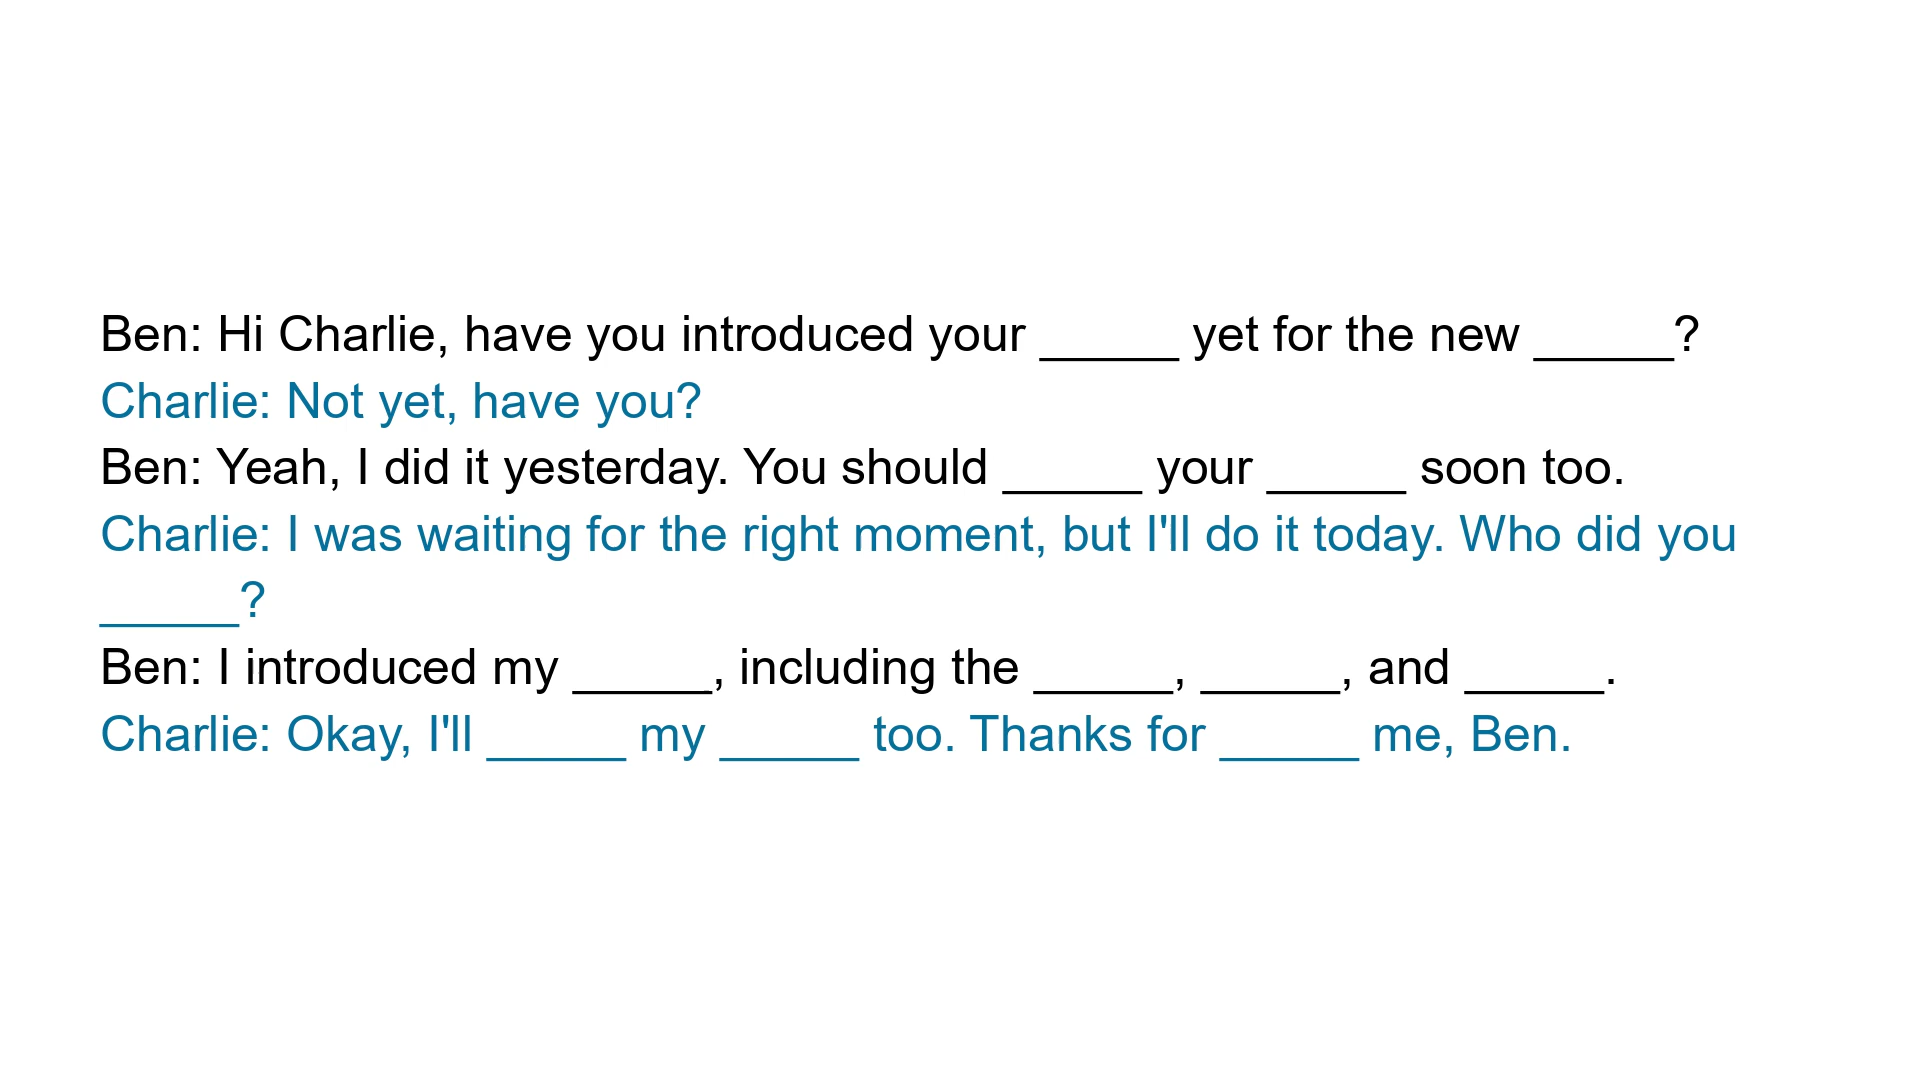 Ben: Hi Charlie, have you introduced your _____ yet for the new _____?
Charlie: Not yet, have you?
Ben: Yeah, I did it yesterday. You should _____ your _____ soon too.
Charlie: I was waiting for the right moment, but I'll do it today. Who did you
_____?
Ben: I introduced my _____, including the _____, _____, and _____.
Charlie: Okay, I'll _____ my _____ too. Thanks for _____ me, Ben.